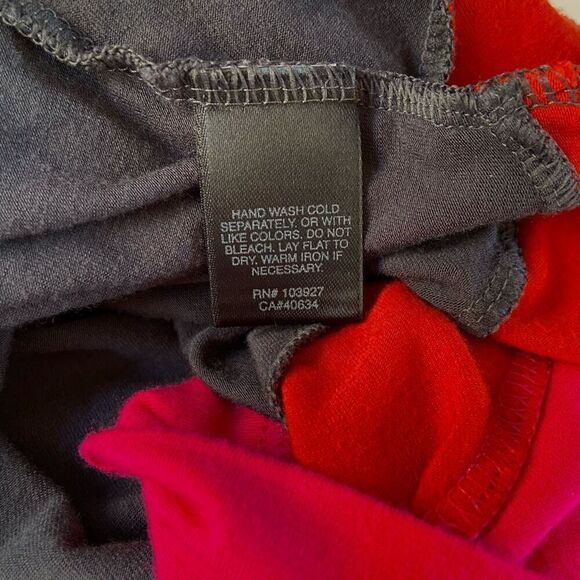 HAND WASH COLD
SEPARATELY. OR WITH
LIKE COLORS. DO NOT
BLEACH. LAY FLAT TO
DRY. WARM IRON IF
NECESSARY.
RN# 103927
CA#40634